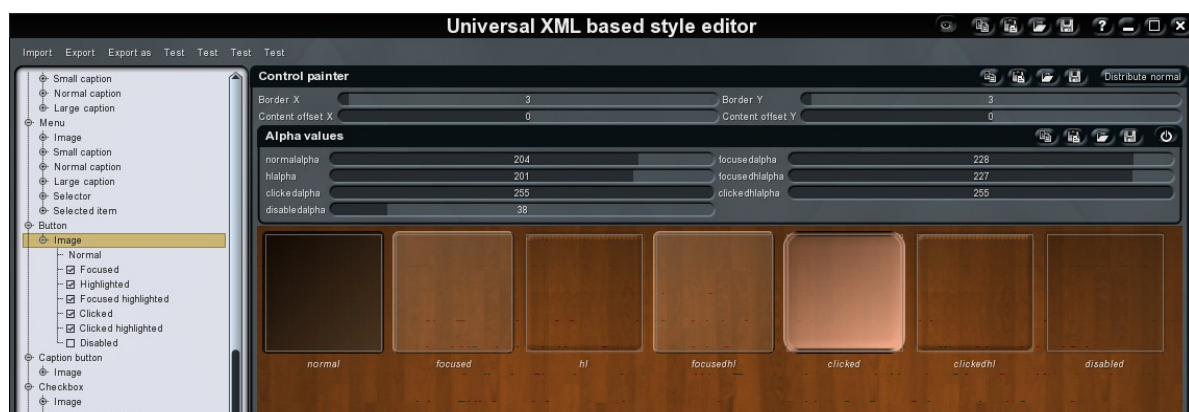 Universal XML based style editor
Import Export Export as Test Test Test Test
Small caption
Normal caption
Large caption
Menu
Image
Small caption
Normal caption
Large caption
Selector
Selected item
Button
Image
Normal
Focused
Highlighted
Focused highlighted
Clicked
Clicked highlighted
Disabled
Caption button
Image
Checkbox
Image
Control painter
Distribute normal
Border X 3 Border Y 3
Content offset X 0 Content offset Y 0
Alpha values
normalalpha 204 focusedalpha 228
hlalpha 201 focusedhlalpha 227
clickedalpha 255 clickedhlalpha 255
disabledalpha 38
normal focused hl focusedhl clicked clickedhl disabled